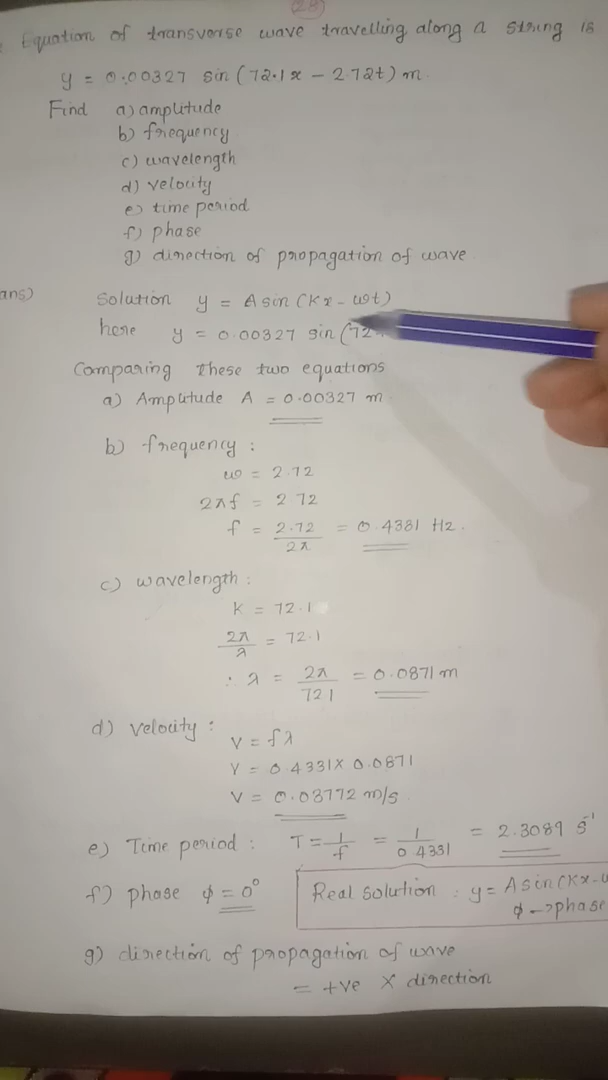 (28)
Equation of transverse wave travelling along a string is
y = 0.00327 sin (72.1x - 2.72t) m.
Find a) amplitude
b) frequency
c) wavelength
d) velocity
e) time period
f) phase
g) direction of propagation of wave
ans) Solution y = A sin (Kx - ωt)
here y = 0.00327 sin (72.
Comparing these two equations
a) Amplitude A = 0.00327 m
b) frequency :
ω = 2.72
2πf = 2.72
f = 2.72 / 2π = 0.4331 Hz.
c) wavelength :
K = 72.1
2π / λ = 72.1
∴ λ = 2π / 721 = 0.0871 m
d) velocity :
V = fλ
V = 0.4331 x 0.0871
V = 0.03772 m/s
e) Time period : T = 1/f = 1 / 0.4331 = 2.3089 s⁻¹
f) phase φ = 0°
Real solution : y = A sin (Kx - ω
φ → phase
g) direction of propagation of wave
= +ve X direction